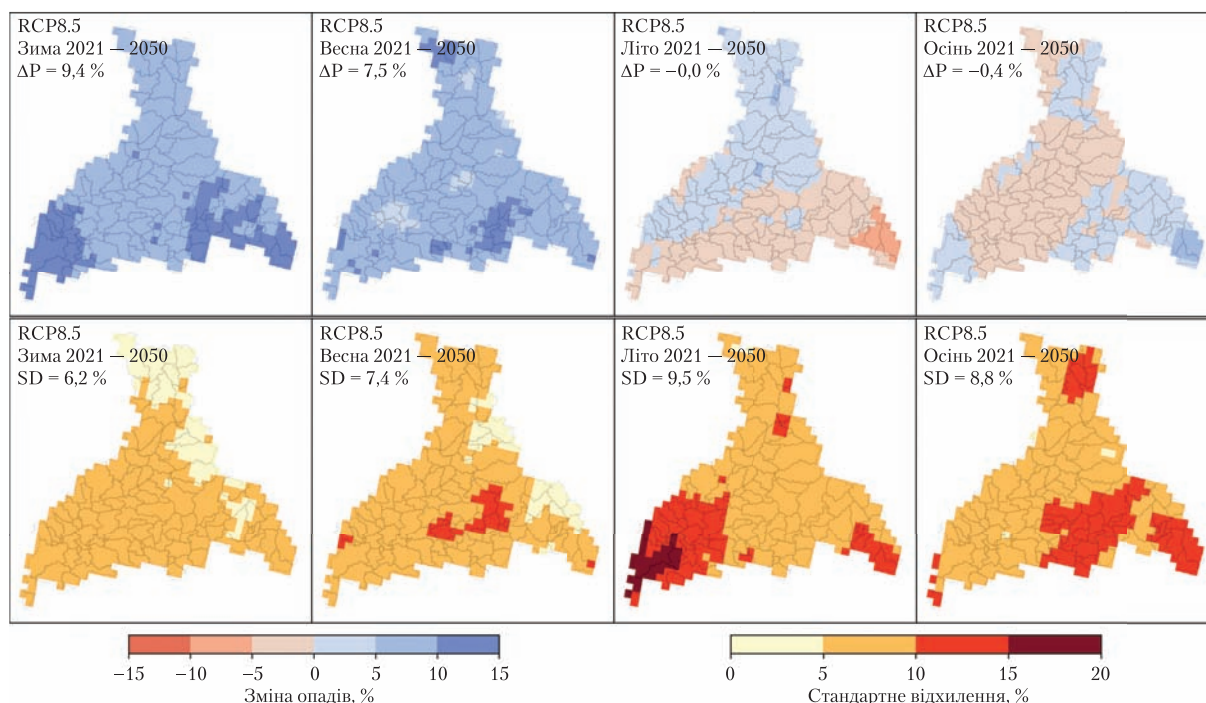 RCP8.5
Зима 2021 — 2050
ΔP = 9,4 %
RCP8.5
Весна 2021 — 2050
ΔP = 7,5 %
RCP8.5
Літо 2021 — 2050
ΔP = −0,0 %
RCP8.5
Осінь 2021 — 2050
ΔP = −0,4 %
RCP8.5
Зима 2021 — 2050
SD = 6,2 %
RCP8.5
Весна 2021 — 2050
SD = 7,4 %
RCP8.5
Літо 2021 — 2050
SD = 9,5 %
RCP8.5
Осінь 2021 — 2050
SD = 8,8 %
−15 −10 −5 0 5 10 15
Зміна опадів, %
0 5 10 15 20
Стандартне відхилення, %